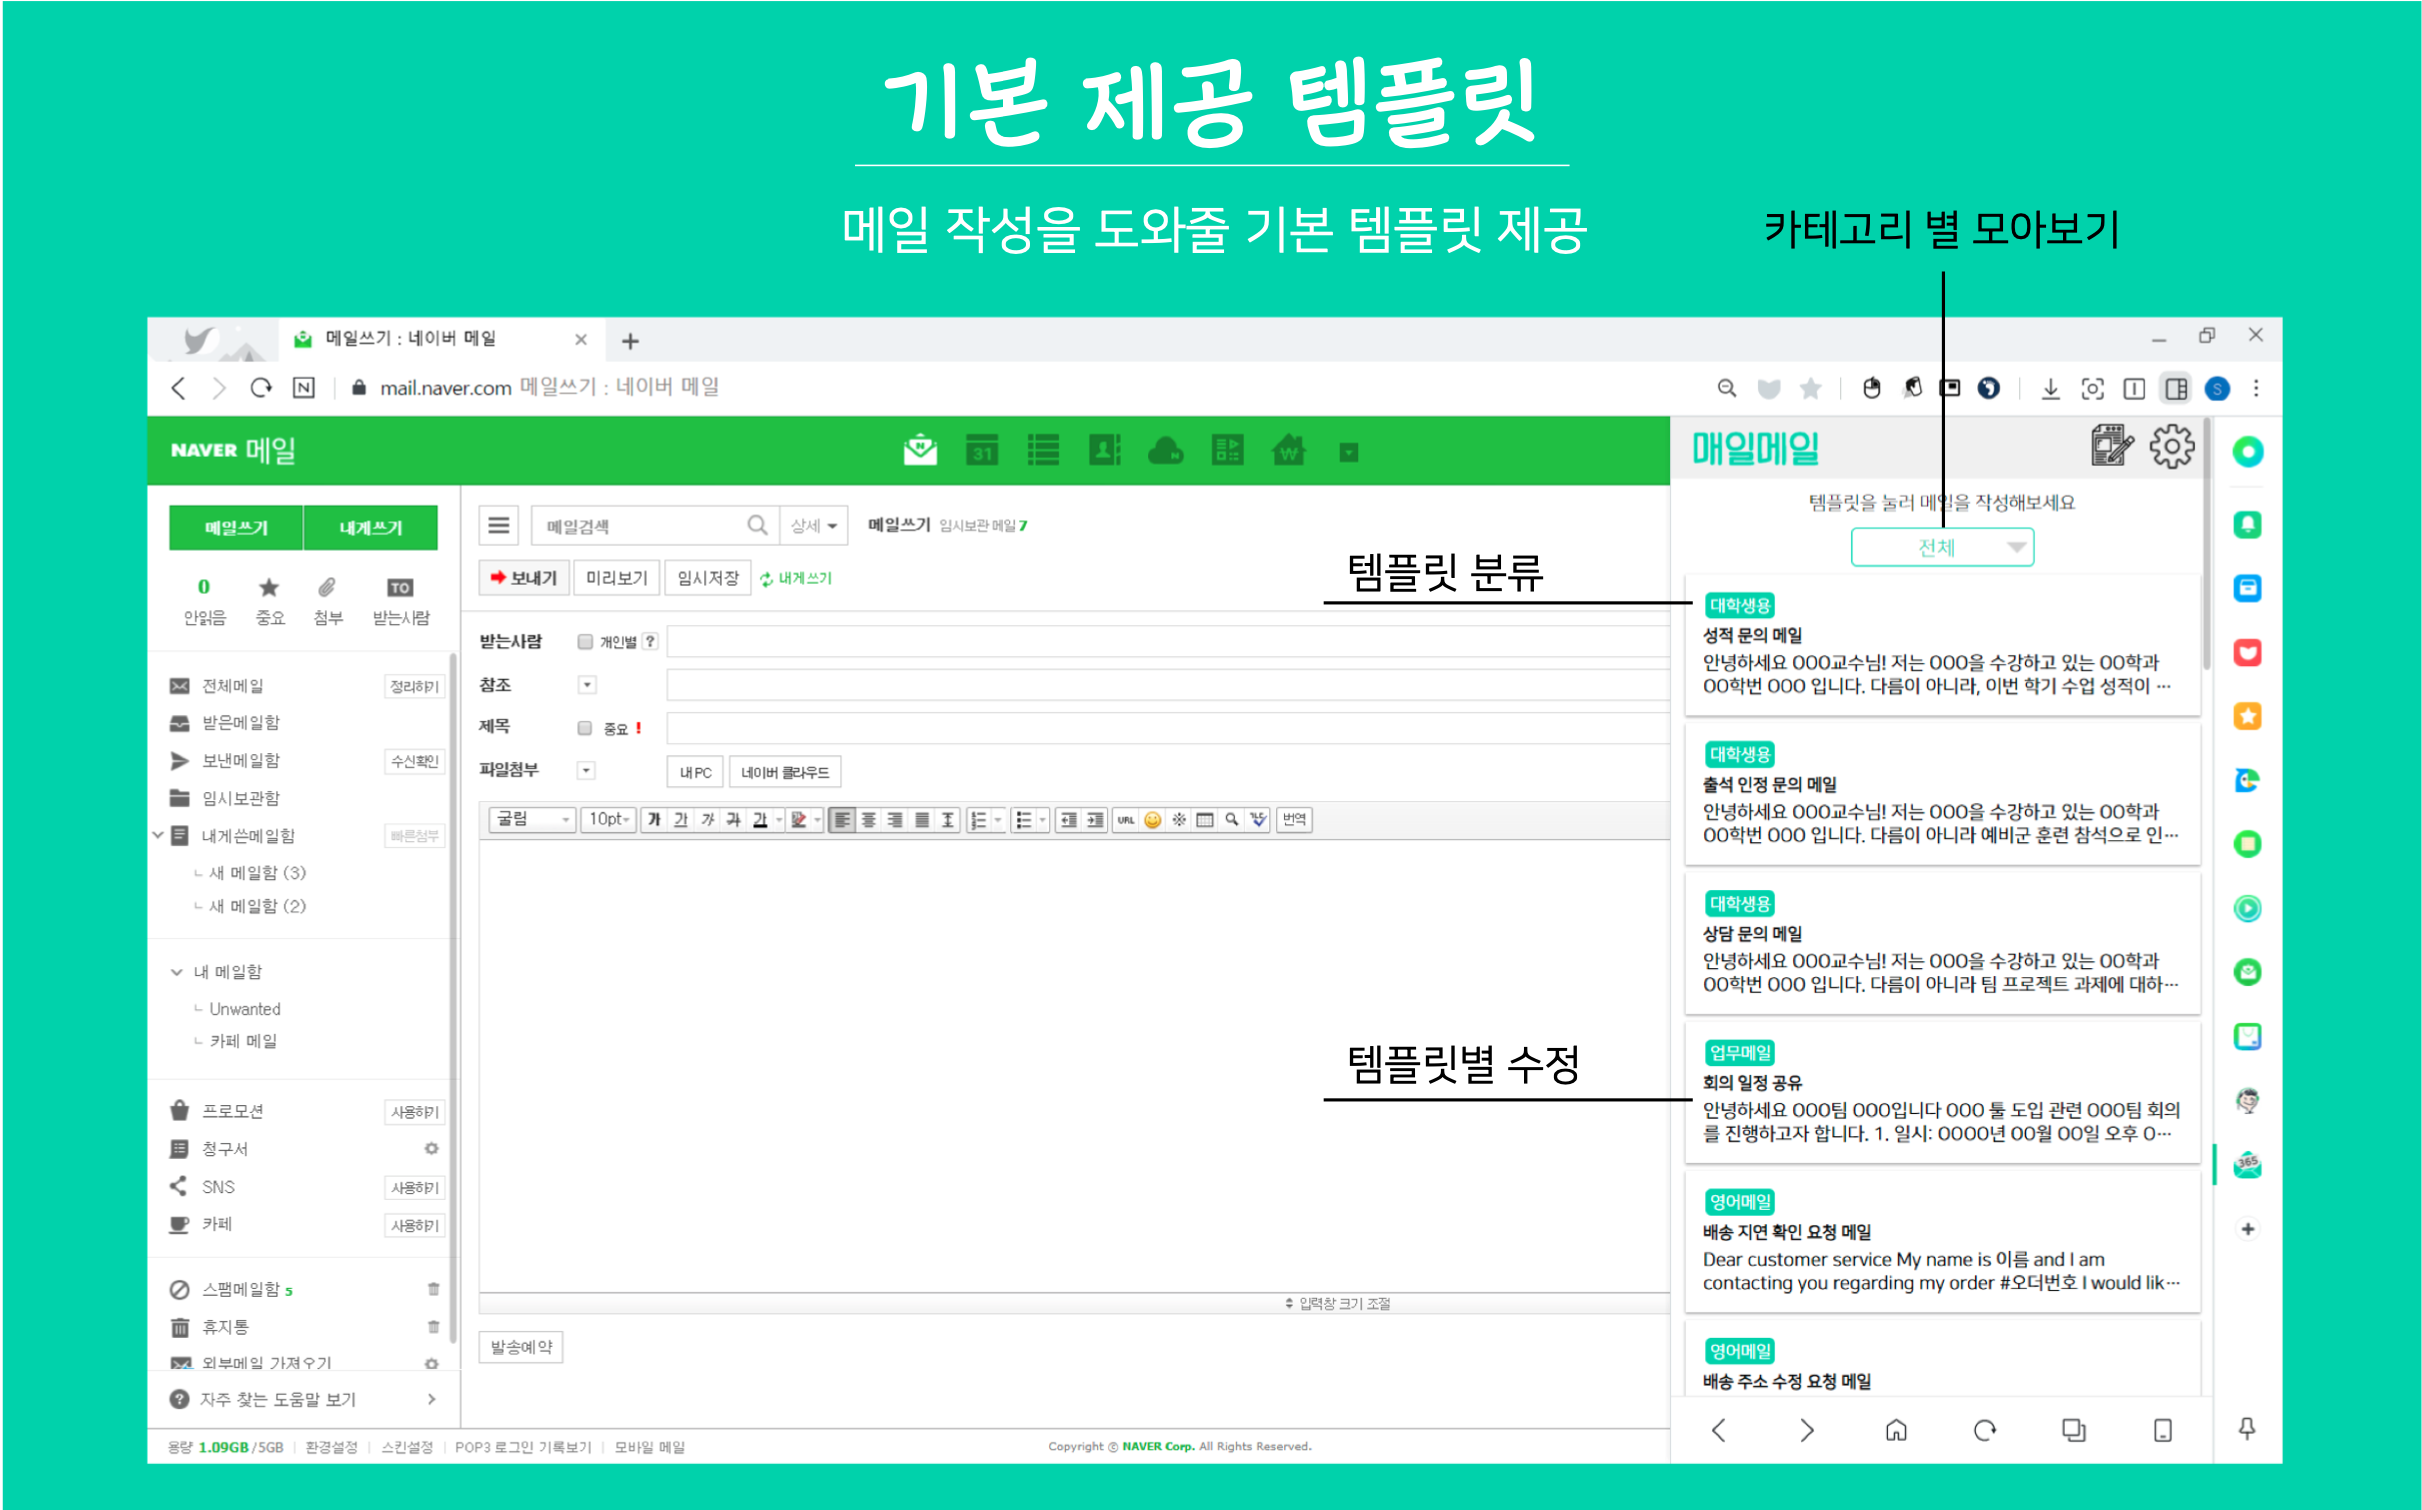 기본 제공 템플릿
메일 작성을 도와줄 기본 템플릿 제공
카테고리 별 모아보기
메일쓰기 : 네이버 메일
N mail.naver.com 메일쓰기 : 네이버 메일
S
NAVER 메일
31
매일메일
메일쓰기 내게쓰기
0 TO
안읽음 중요 첨부 받는사람
메일검색 상세 메일쓰기 임시보관 메일 7
보내기 미리보기 임시저장 내게쓰기
템플릿을 눌러 메일을 작성해보세요
전체
템플릿 분류
받는사람 개인별 ?
참조
제목 중요 !
파일첨부 내 PC 네이버 클라우드
굴림 10pt 가 가 가 가 가 URL 번역
전체메일 정리하기
받은메일함
보낸메일함 수신확인
임시보관함
내게쓴메일함 빠른첨부
새 메일함 (3)
새 메일함 (2)
내 메일함
Unwanted
카페 메일
프로모션 사용하기
청구서
SNS 사용하기
카페 사용하기
스팸메일함 5
휴지통
외부메일 가져오기
자주 찾는 도움말 보기
대학생용
성적 문의 메일
안녕하세요 OOO교수님! 저는 OOO을 수강하고 있는 OO학과
OO학번 OOO 입니다. 다름이 아니라, 이번 학기 수업 성적이 ...
대학생용
출석 인정 문의 메일
안녕하세요 OOO교수님! 저는 OOO을 수강하고 있는 OO학과
OO학번 OOO 입니다. 다름이 아니라 예비군 훈련 참석으로 인...
대학생용
상담 문의 메일
안녕하세요 OOO교수님! 저는 OOO을 수강하고 있는 OO학과
OO학번 OOO 입니다. 다름이 아니라 팀 프로젝트 과제에 대하...
템플릿별 수정
업무메일
회의 일정 공유
안녕하세요 OOO팀 OOO입니다 OOO 툴 도입 관련 OOO팀 회의
를 진행하고자 합니다. 1. 일시: OOOO년 OO월 OO일 오후 O...
영어메일
배송 지연 확인 요청 메일
Dear customer service My name is 이름 and I am
contacting you regarding my order #오더번호 I would lik...
영어메일
배송 주소 수정 요청 메일
365
입력창 크기 조절
발송예약
용량 1.09GB/5GB 환경설정 스킨설정 POP3 로그인 기록보기 모바일 메일
Copyright © NAVER Corp. All Rights Reserved.